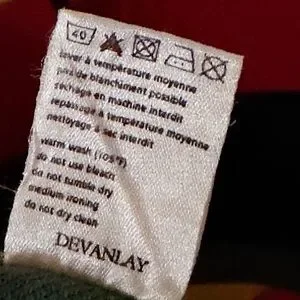 40
laver à température moyenne
pas de blanchiment possible
séchage en machine interdit
repassage à température moyenne
nettoyage à sec interdit
warm wash (105°F)
do not use bleach
do not tumble dry
medium ironing
do not dry clean
DEVANLAY